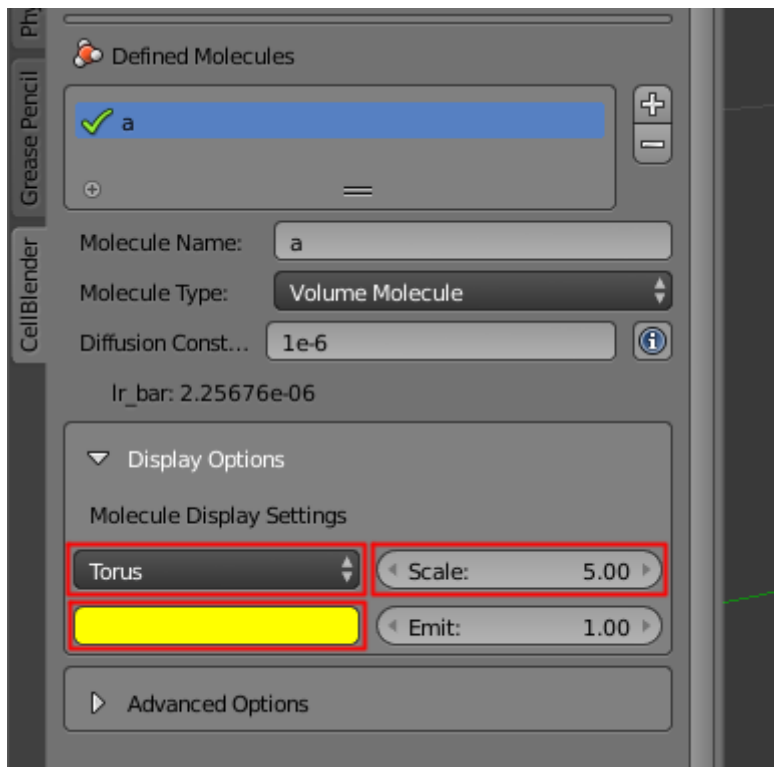 Phy
Defined Molecules
Grease Pencil
a
CellBlender
Molecule Name: a
Molecule Type: Volume Molecule
Diffusion Const... 1e-6
lr_bar: 2.25676e-06
Display Options
Molecule Display Settings
Torus Scale: 5.00
Emit: 1.00
Advanced Options